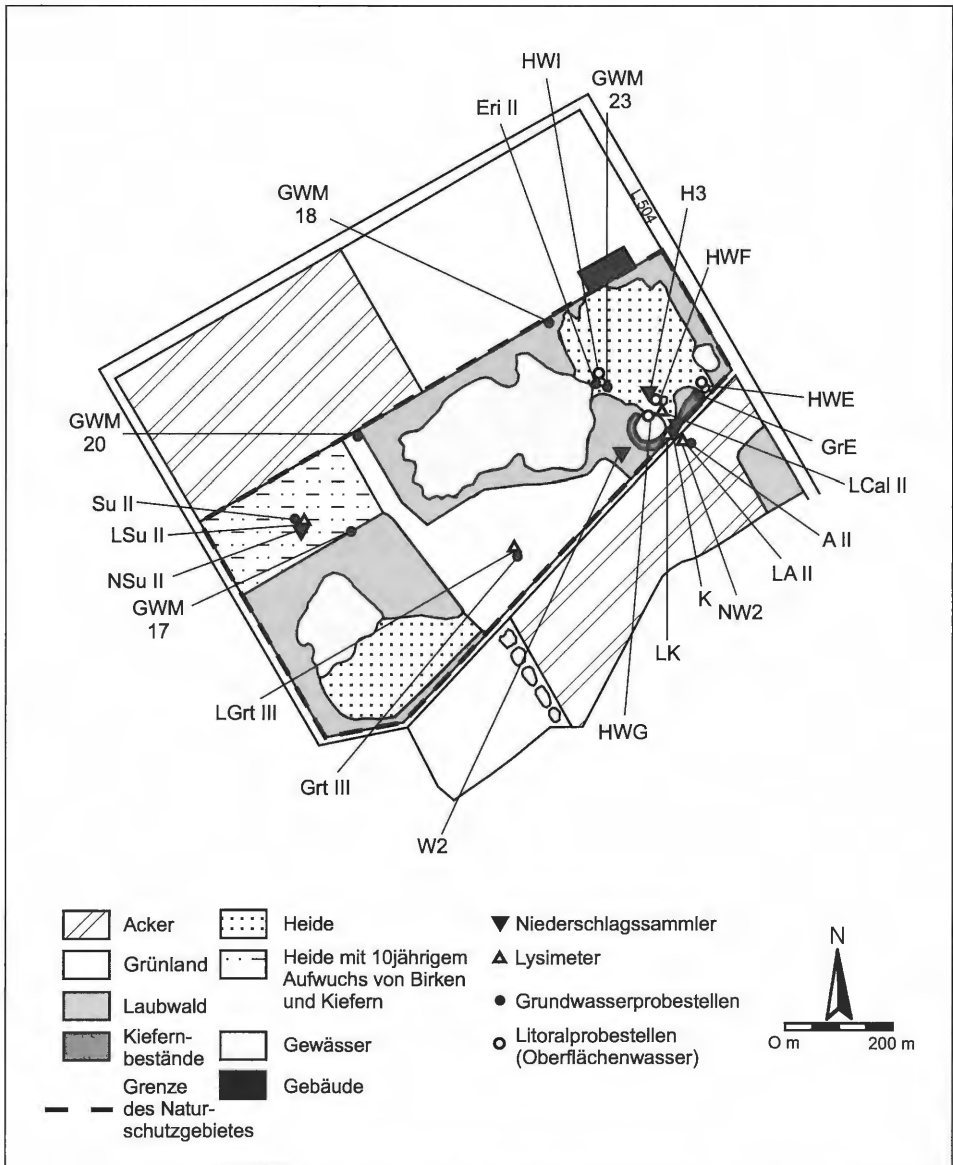 HWI
GWM
23
Eri II
GWM
18
H3
L 504
HWF
GWM
20
HWE
GrE
Su II
LCal II
LSu II
A II
NSu II
LA II
GWM
17
K
NW2
LK
LGrt III
HWG
Grt III
W2
Acker
Grünland
Laubwald
Kiefern-
bestände
Grenze
des Natur-
schutzgebietes
Heide
Heide mit 10jährigem
Aufwuchs von Birken
und Kiefern
Gewässer
Gebäude
Niederschlagssammler
Lysimeter
Grundwasserprobestellen
Litoralprobestellen
(Oberflächenwasser)
N
O m 200 m